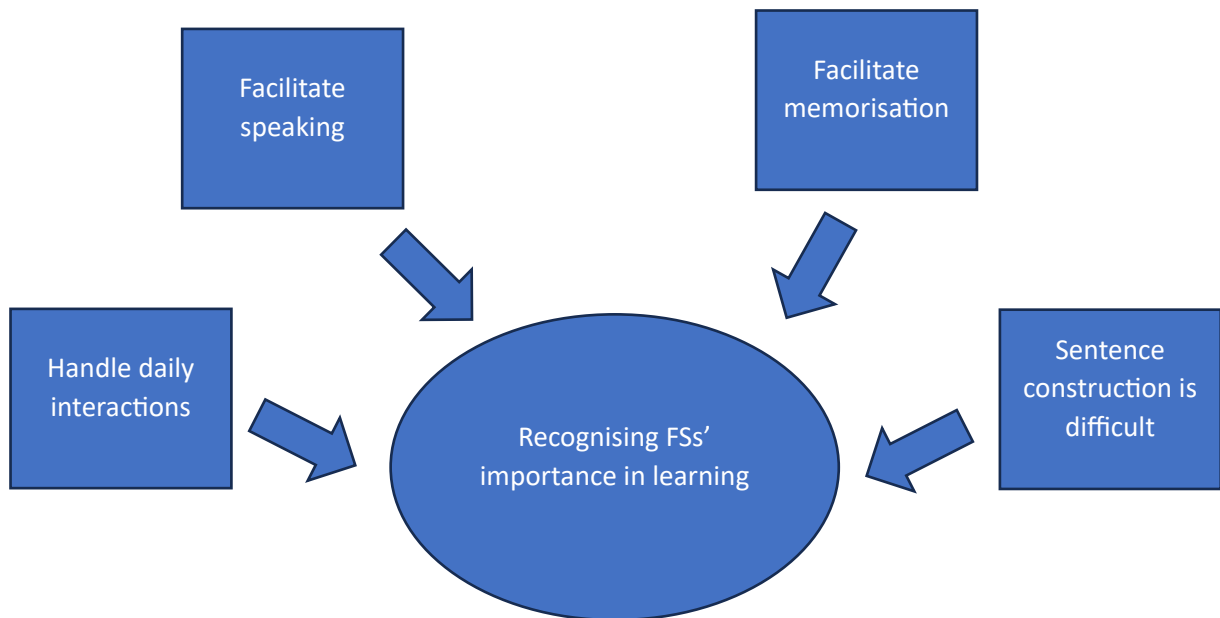 Facilitate
speaking
Facilitate
memorisation
Handle daily
interactions
Sentence
construction is
difficult
Recognising FSs’
importance in learning